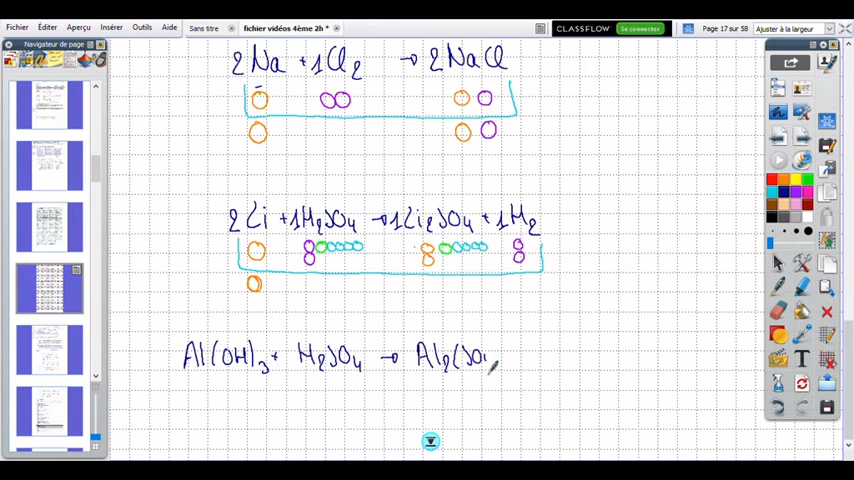 Fichier Éditer Aperçu Insérer Outils Aide Sans titre fichier vidéos 4ème 2h * CLASSFLOW Se connecter Page 17 sur 58 Ajuster à la largeur
Navigateur de page
2Na + 1Cl₂ → 2NaCl
2Li + 1H₂SO₄ → 1Li₂SO₄ + 1H₂
Al(OH)₃ + H₂SO₄ → Al₂(SO₄
T